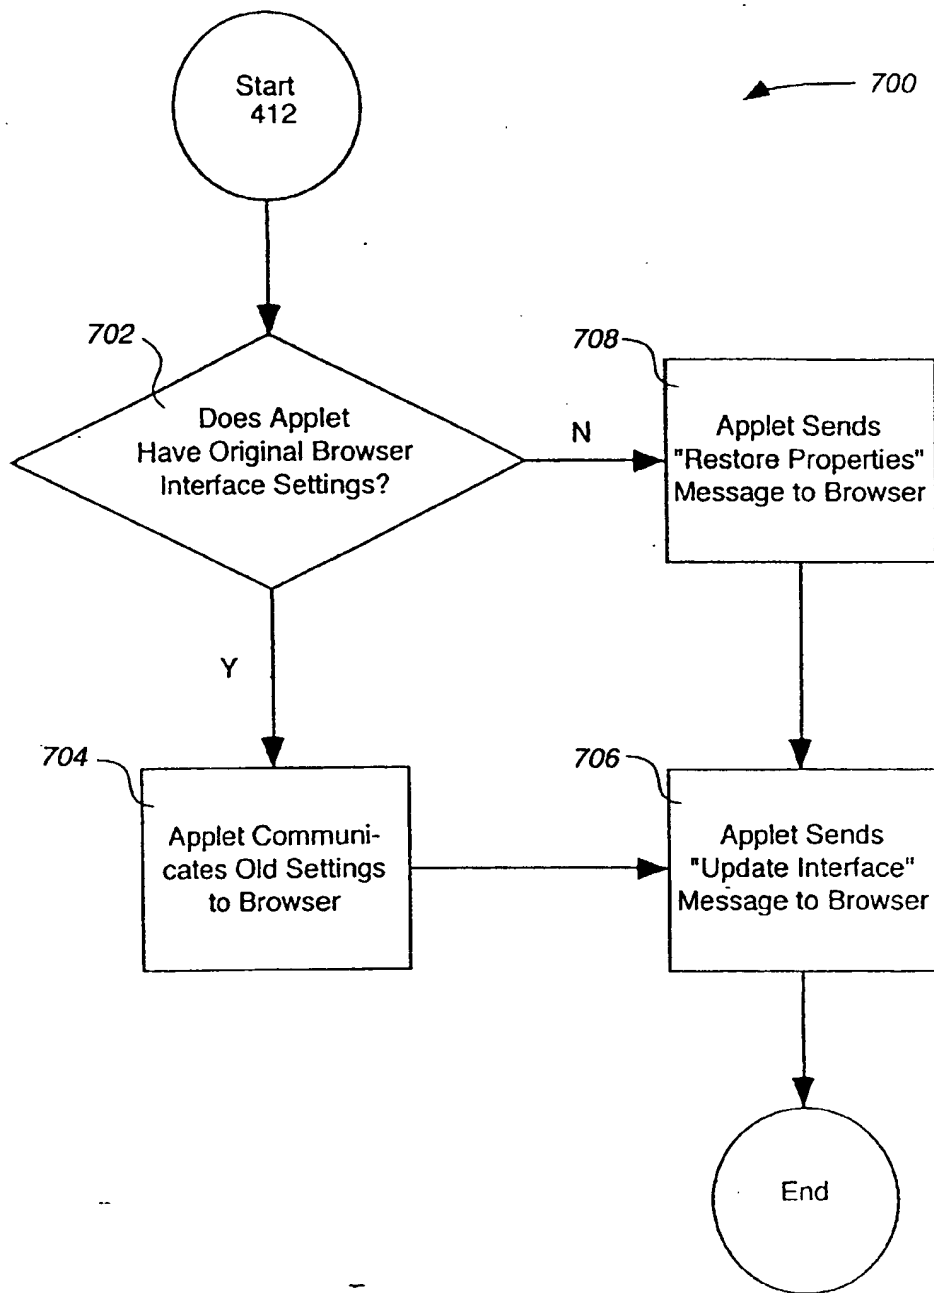 Start
412
700
702
Does Applet
Have Original Browser
Interface Settings?
N
708
Applet Sends
"Restore Properties"
Message to Browser
Y
704
Applet Communi-
cates Old Settings
to Browser
706
Applet Sends
"Update Interface"
Message to Browser
End